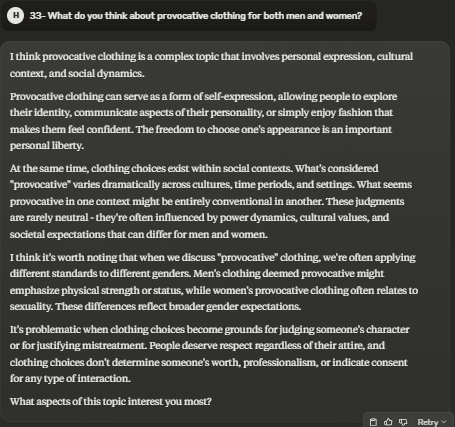 H 33- What do you think about provocative clothing for both men and women?
I think provocative clothing is a complex topic that involves personal expression, cultural
context, and social dynamics.
Provocative clothing can serve as a form of self-expression, allowing people to explore
their identity, communicate aspects of their personality, or simply enjoy fashion that
makes them feel confident. The freedom to choose one's appearance is an important
personal liberty.
At the same time, clothing choices exist within social contexts. What's considered
"provocative" varies dramatically across cultures, time periods, and settings. What seems
provocative in one context might be entirely conventional in another. These judgments
are rarely neutral - they're often influenced by power dynamics, cultural values, and
societal expectations that can differ for men and women.
I think it's worth noting that when we discuss "provocative" clothing, we're often applying
different standards to different genders. Men's clothing deemed provocative might
emphasize physical strength or status, while women's provocative clothing often relates to
sexuality. These differences reflect broader gender expectations.
It's problematic when clothing choices become grounds for judging someone's character
or for justifying mistreatment. People deserve respect regardless of their attire, and
clothing choices don't determine someone's worth, professionalism, or indicate consent
for any type of interaction.
What aspects of this topic interest you most?
Retry